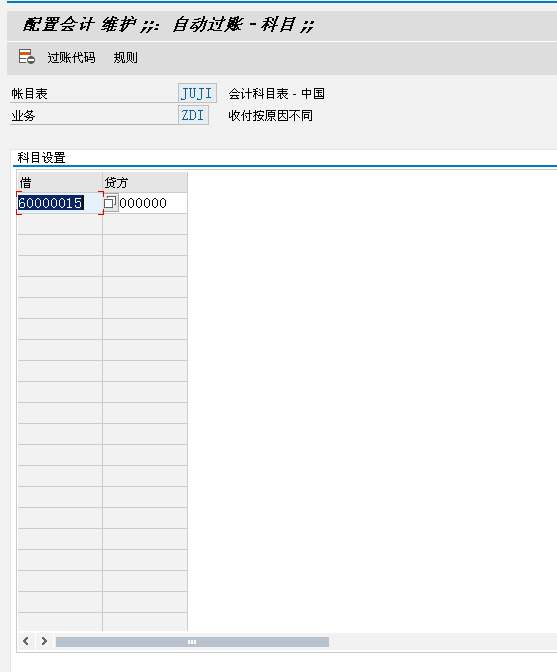 配置会计 维护 ;;: 自动过账 - 科目 ;;
过账代码 规则
帐目表 JUJI 会计科目表 - 中国
业务 ZDI 收付按原因不同
科目设置
借 贷方
60000015 000000